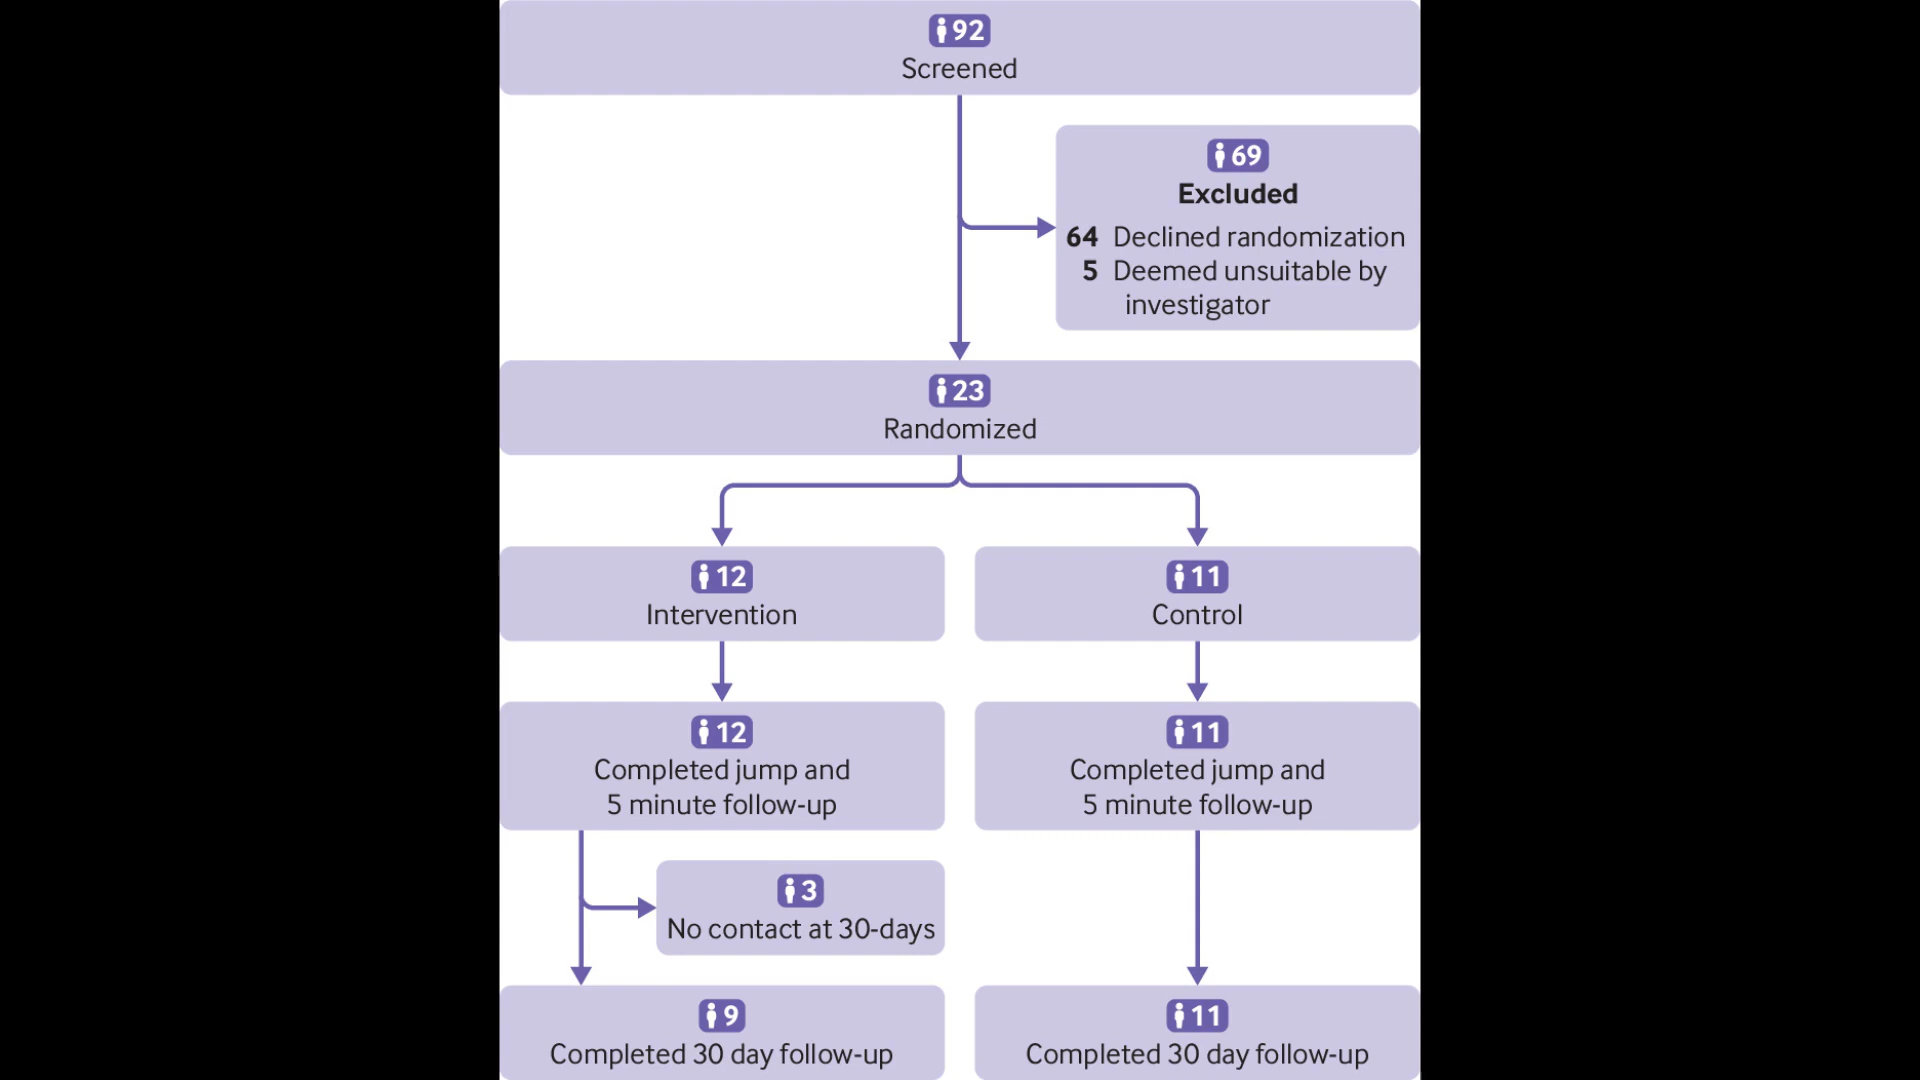 92
Screened
69
Excluded
64 Declined randomization
5 Deemed unsuitable by
investigator
23
Randomized
12
Intervention
11
Control
12
Completed jump and
5 minute follow-up
11
Completed jump and
5 minute follow-up
3
No contact at 30-days
9
Completed 30 day follow-up
11
Completed 30 day follow-up